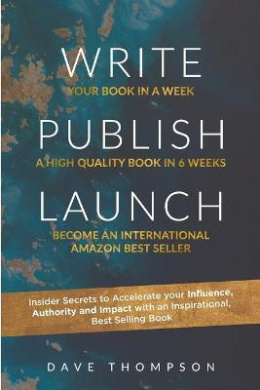 WRITE
YOUR BOOK IN A WEEK
PUBLISH
A HIGH QUALITY BOOK IN 6 WEEKS
LAUNCH
BECOME AN INTERNATIONAL
AMAZON BEST SELLER
Insider Secrets to Accelerate your Influence,
Authority and Impact with an Inspirational,
Best Selling Book
DAVE THOMPSON